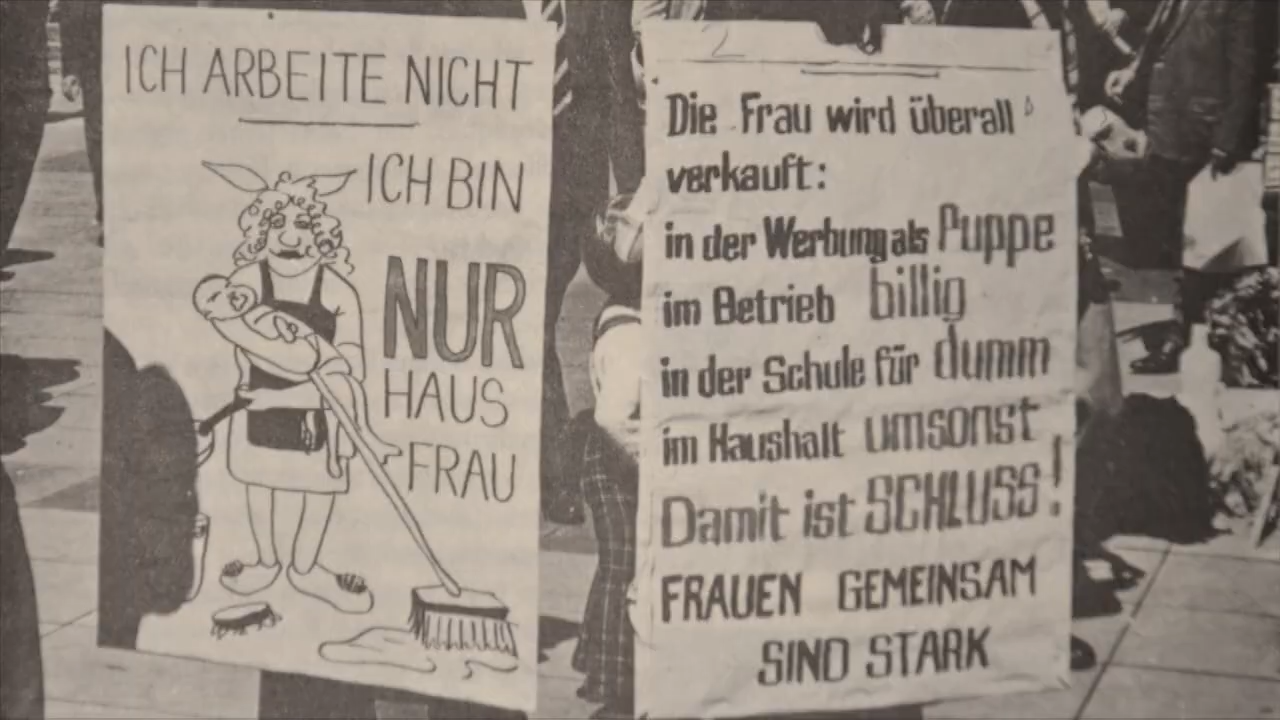 ICH ARBEITE NICHT
ICH BIN
NUR
HAUS
FRAU
2
Die Frau wird überall
verkauft:
in der Werbung als Puppe
im Betrieb billig
in der Schule für dumm
im Haushalt umsonst
Damit ist SCHLUSS!
FRAUEN GEMEINSAM
SIND STARK